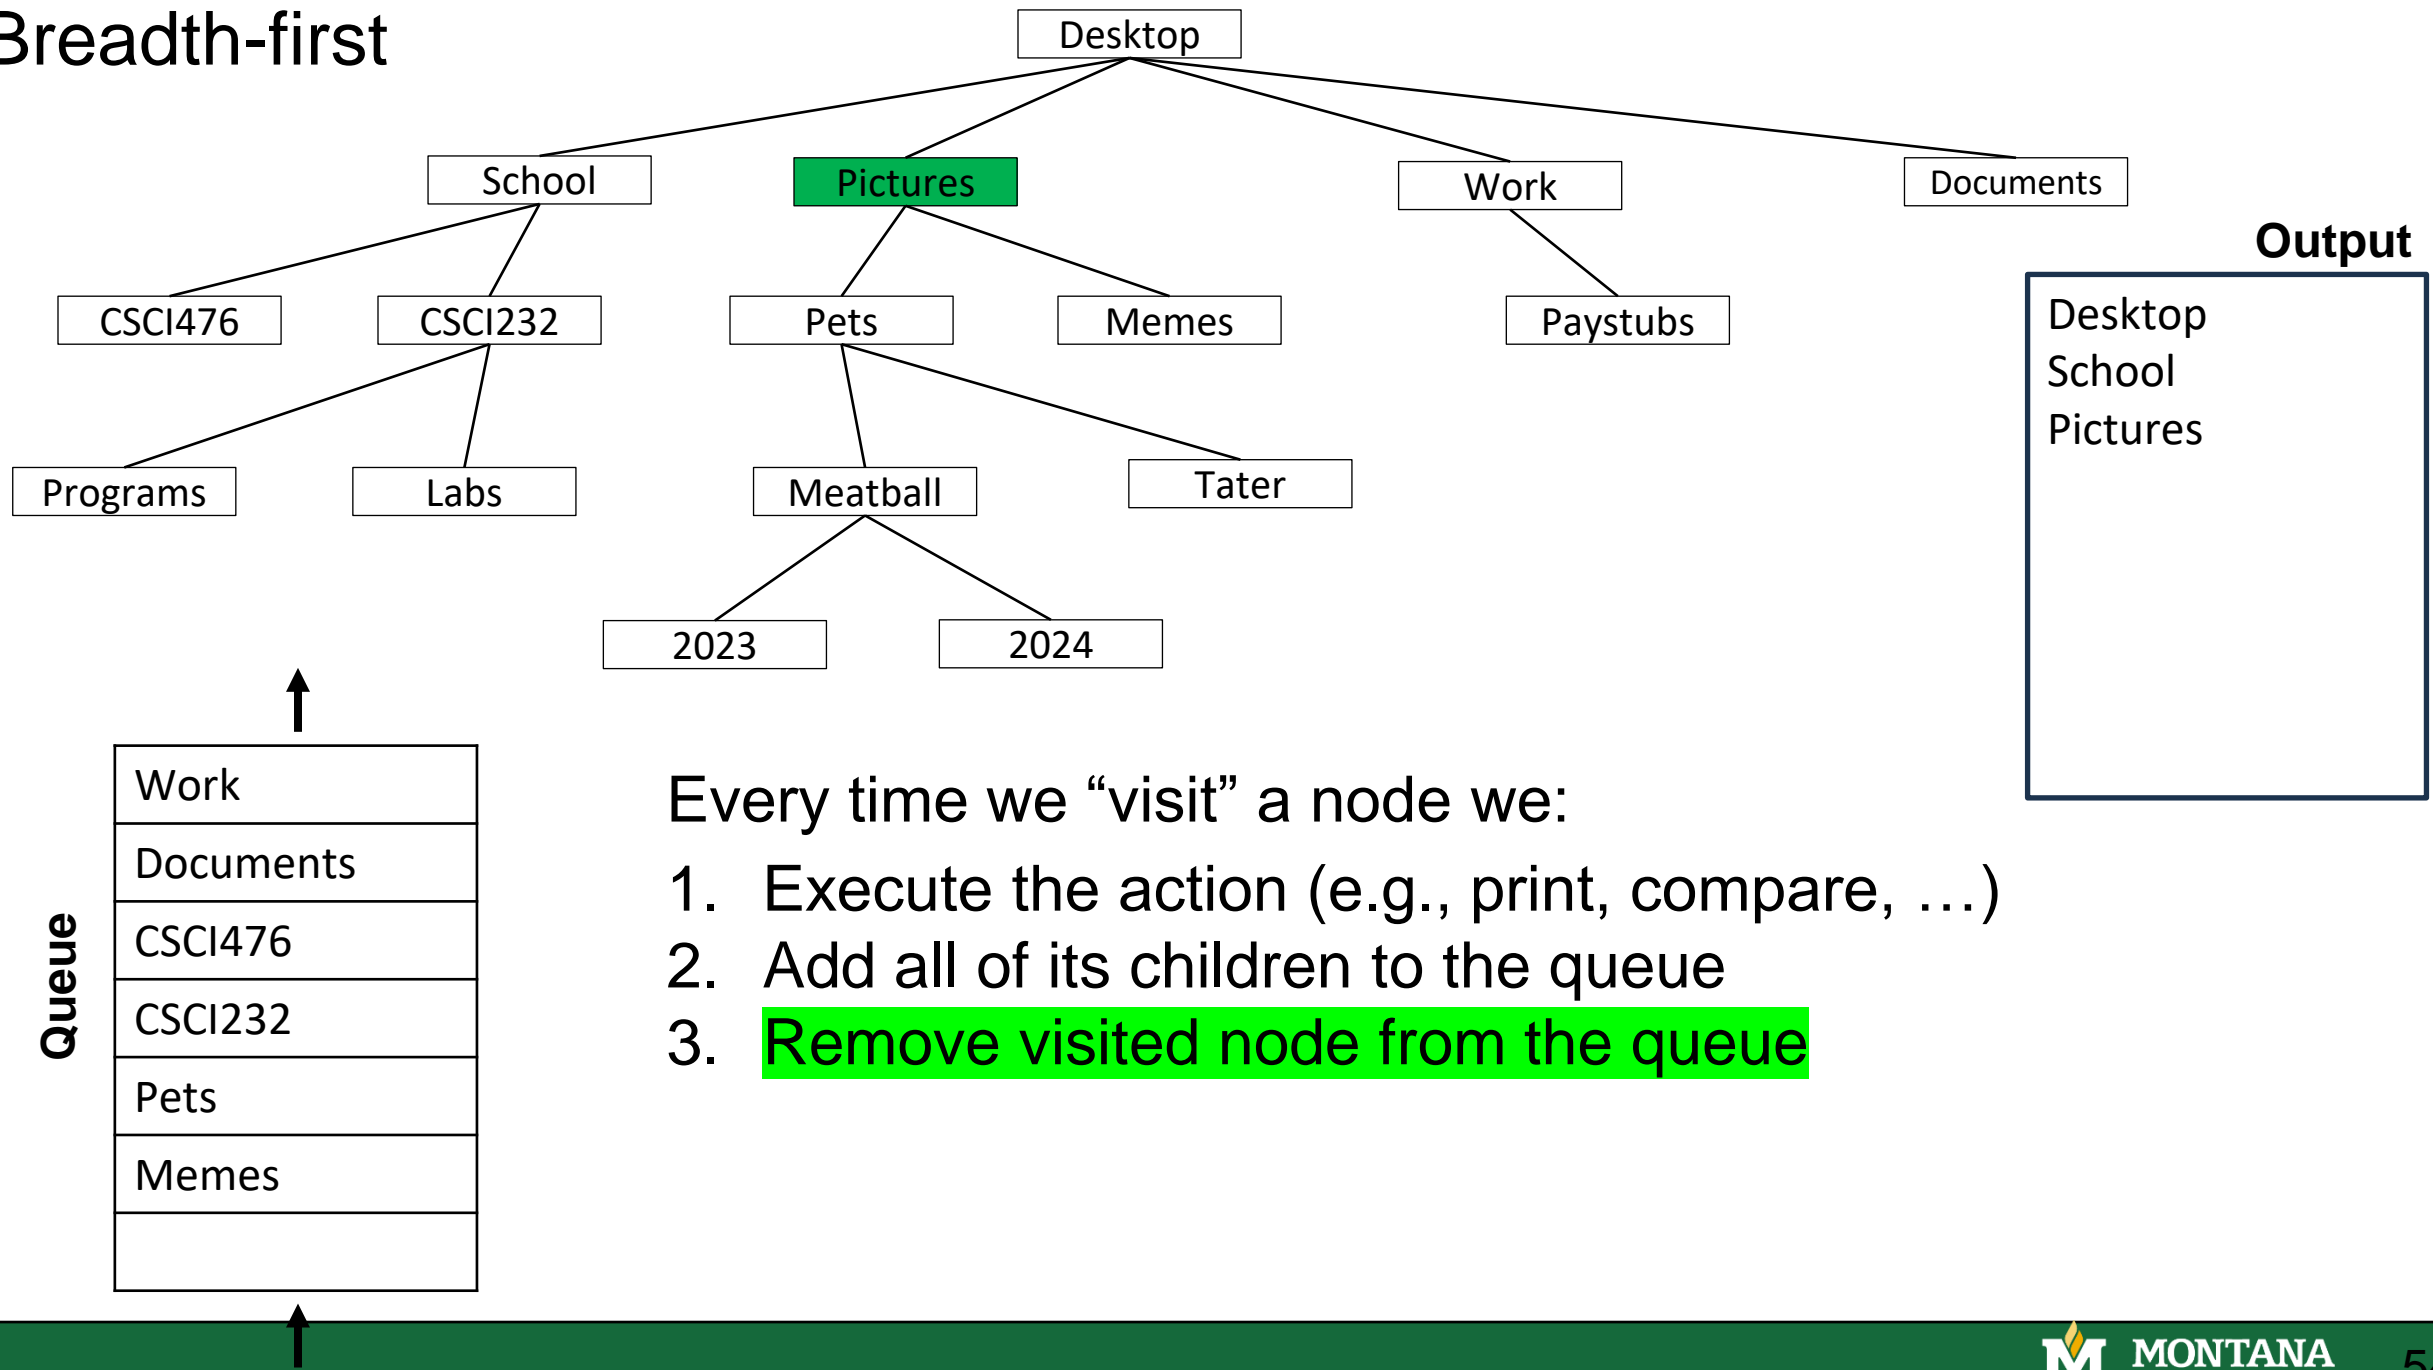 Breadth-first
Desktop
School
Pictures
Work
Documents
CSCI476
CSCI232
Pets
Memes
Paystubs
Programs
Labs
Meatball
Tater
2023
2024
Output
Desktop
School
Pictures
Queue
Work
Documents
CSCI476
CSCI232
Pets
Memes
Every time we “visit” a node we:
1. Execute the action (e.g., print, compare, …)
2. Add all of its children to the queue
3. Remove visited node from the queue
M MONTANA